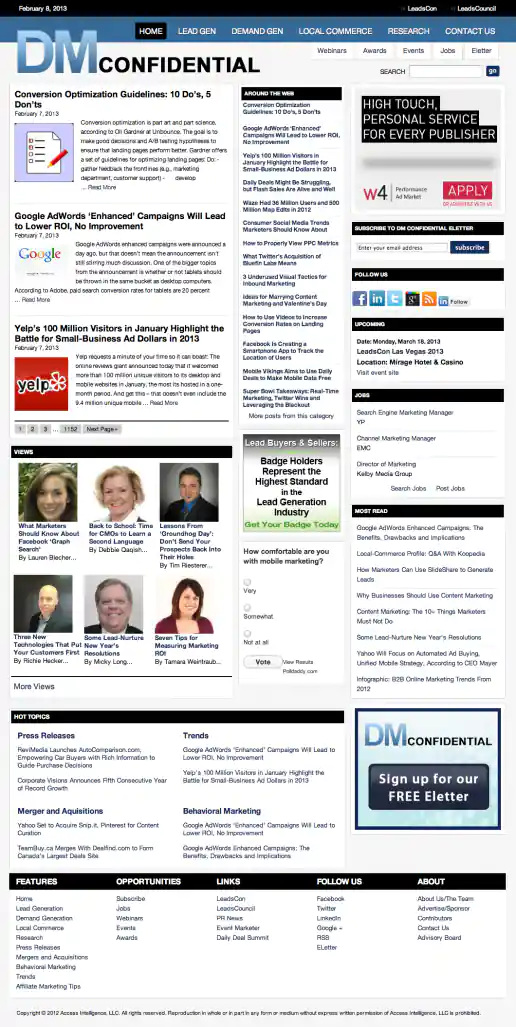 February 8, 2013
:: LeadsCon
:: LeadsCouncil
HOME
LEAD GEN
DEMAND GEN
LOCAL COMMERCE
RESEARCH
CONTACT US
DM CONFIDENTIAL
Webinars
Awards
Events
Jobs
Eletter
SEARCH
go
Conversion Optimization Guidelines: 10 Do's, 5
Don'ts
February 7, 2013
Conversion optimization is part art and part science,
according to Oli Gardner at Unbounce. The goal is to
make good decisions and A/B testing hypotheses to
ensure that landing pages perform better. Gardner offers
a set of guidelines for optimizing landing pages: Do: -
gather feedback the frontlines (e.g., marketing
department, customer support) - develop
... Read More
Google AdWords 'Enhanced' Campaigns Will Lead
to Lower ROI, No Improvement
February 7, 2013
Google
Google AdWords enhanced campaigns were announced a
day ago, but that doesn't mean the announcement isn't
still stirring much discussion. One of the bigger topics
from the announcement is whether or not tablets should
be thrown in the same bucket as desktop computers.
According to Adobe, paid search conversion rates for tablets are 20 percent
... Read More
Yelp's 100 Million Visitors in January Highlight the
Battle for Small-Business Ad Dollars in 2013
February 7, 2013
yelp
Yelp requests a minute of your time so it can boast: The
online reviews giant announced today that it welcomed
more than 100 million unique visitors to its desktop and
mobile websites in January, the most its hosted in a one-
month period. And get this – that doesn't even include the
9.4 million unique mobile ... Read More
1 2 3 ... 1152 Next Page»
AROUND THE WEB
Conversion Optimization
Guidelines: 10 Do's, 5 Don'ts
Google AdWords 'Enhanced'
Campaigns Will Lead to Lower ROI,
No Improvement
Yelp's 100 Million Visitors in
January Highlight the Battle for
Small-Business Ad Dollars in 2013
Daily Deals Might Be Struggling,
but Flash Sales Are Alive and Well
Waze Had 36 Million Users and 500
Million Map Edits in 2012
Consumer Social Media Trends
Marketers Should Know About
How to Properly View PPC Metrics
What Twitter's Acquisition of
Bluefin Labs Means
3 Underused Visual Tactics for
Inbound Marketing
Ideas for Marrying Content
Marketing and Valentine's Day
How to Use Videos to Increase
Conversion Rates on Landing
Pages
Facebook Is Creating a
Smartphone App to Track the
Location of Users
Mobile Vikings Aims to Use Daily
Deals to Make Mobile Data Free
Super Bowl Takeaways: Real-Time
Marketing, Twitter Wins and
Leveraging the Blackout
More posts from this category
HIGH TOUCH,
PERSONAL SERVICE
FOR EVERY PUBLISHER
w4
Performance
Ad Market
APPLY
OR ADVERTISE WITH US
SUBSCRIBE TO DM CONFIDENTIAL ELETTER
Enter your email address
subscribe
FOLLOW US
Follow
UPCOMING
Date: Monday, March 18, 2013
LeadsCon Las Vegas 2013
Location: Mirage Hotel & Casino
Visit event site
JOBS
Search Engine Marketing Manager
YP
Channel Marketing Manager
EMC
Director of Marketing
Kelby Media Group
Search Jobs
Post Jobs
MOST READ
Google AdWords Enhanced Campaigns: The
Benefits, Drawbacks and Implications
Local-Commerce Profile: Q&A With Koopedia
How Marketers Can Use SlideShare to Generate
Leads
Why Businesses Should Use Content Marketing
Content Marketing: The 10+ Things Marketers
Must Not Do
Some Lead-Nurture New Year's Resolutions
Yahoo Will Focus on Automated Ad Buying,
Unified Mobile Strategy, According to CEO Mayer
Infographic: B2B Online Marketing Trends From
2012
VIEWS
What Marketers
Should Know About
Facebook 'Graph
Search'
By Lauren Blecher...
Back to School: Time
for CMOs to Learn a
Second Language
By Debbie Qaqish...
Lessons From
'Groundhog Day':
Don't Send Your
Prospects Back Into
Their Holes
By Tim Riesterer...
Three New
Technologies That Put
Your Customers First
By Richie Hecker...
Some Lead-Nurture
New Year's
Resolutions
By Micky Long...
Seven Tips for
Measuring Marketing
ROI
By Tamara Weintraub...
More Views
Lead Buyers & Sellers:
Badge Holders
Represent the
Highest Standard
in the
Lead Generation
Industry
Get Your Badge Today
How comfortable are you
with mobile marketing?
Very
Somewhat
Not at all
Vote
View Results
Polldaddy.com
HOT TOPICS
Press Releases
ReviMedia Launches AutoComparison.com,
Empowering Car Buyers with Rich Information to
Guide Purchase Decisions
Corporate Visions Announces Fifth Consecutive Year
of Record Growth
Trends
Google AdWords 'Enhanced' Campaigns Will Lead to
Lower ROI, No Improvement
Yelp's 100 Million Visitors in January Highlight the
Battle for Small-Business Ad Dollars in 2013
Merger and Aquisitions
Yahoo Set to Acquire Snip.it, Pinterest for Content
Curation
TeamBuy.ca Merges With Dealfind.com to Form
Canada's Largest Deals Site
Behavioral Marketing
Google AdWords 'Enhanced' Campaigns Will Lead to
Lower ROI, No Improvement
Google AdWords Enhanced Campaigns: The
Benefits, Drawbacks and Implications
DM CONFIDENTIAL
Sign up for our
FREE Eletter
FEATURES
Home
Lead Generation
Demand Generation
Local Commerce
Research
Press Releases
Mergers and Acquisitions
Behavioral Marketing
Trends
Affiliate Marketing Tips
OPPORTUNITIES
Subscribe
Jobs
Webinars
Events
Awards
LINKS
LeadsCon
LeadsCouncil
PR News
Event Marketer
Daily Deal Summit
FOLLOW US
Facebook
Twitter
LinkedIn
Google +
RSS
ELetter
ABOUT
About Us/The Team
Advertise/Sponsor
Contributors
Contact Us
Advisory Board
Copyright © 2012 Access Intelligence, LLC. All rights reserved. Reproduction in whole or in part in any form or medium without express written permission of Access Intelligence, LLC is prohibited.